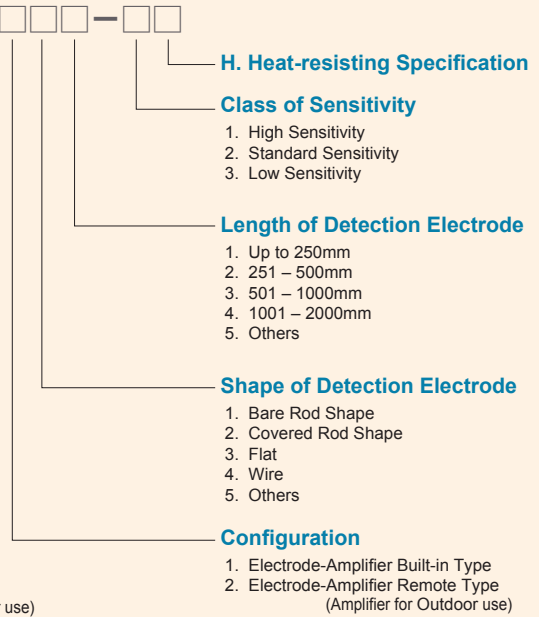 H. Heat-resisting Specification
Class of Sensitivity
1. High Sensitivity
2. Standard Sensitivity
3. Low Sensitivity
Length of Detection Electrode
1. Up to 250mm
2. 251 – 500mm
3. 501 – 1000mm
4. 1001 – 2000mm
5. Others
Shape of Detection Electrode
1. Bare Rod Shape
2. Covered Rod Shape
3. Flat
4. Wire
5. Others
Configuration
1. Electrode-Amplifier Built-in Type
2. Electrode-Amplifier Remote Type
(Amplifier for Outdoor use)
use)